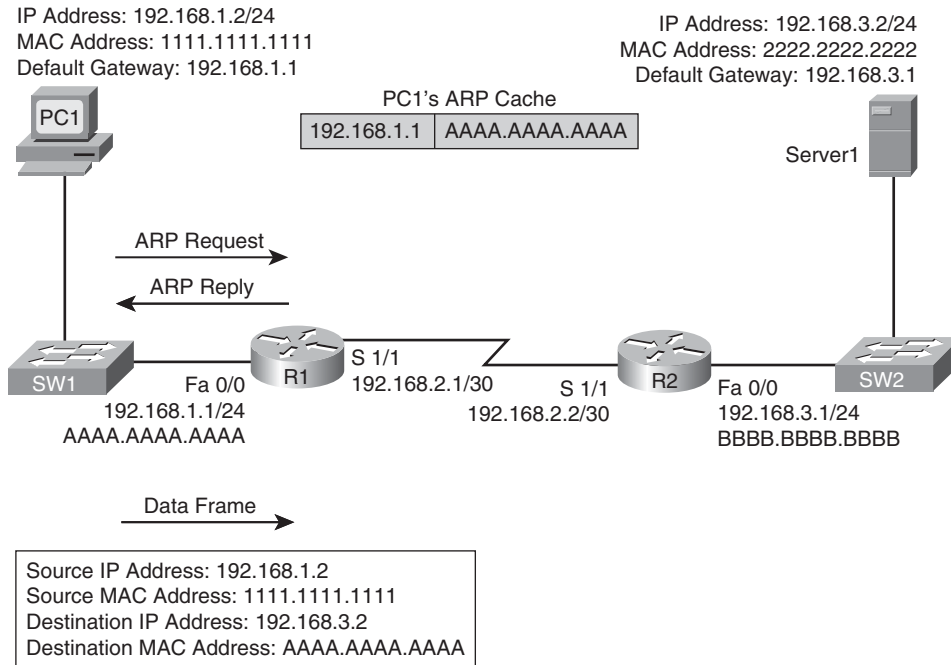 IP Address: 192.168.1.2/24
MAC Address: 1111.1111.1111
Default Gateway: 192.168.1.1
IP Address: 192.168.3.2/24
MAC Address: 2222.2222.2222
Default Gateway: 192.168.3.1
PC1
PC1's ARP Cache
192.168.1.1 AAAA.AAAA.AAAA
Server1
ARP Request
ARP Reply
SW1
Fa 0/0
192.168.1.1/24
AAAA.AAAA.AAAA
R1
S 1/1
192.168.2.1/30
S 1/1
192.168.2.2/30
R2
Fa 0/0
192.168.3.1/24
BBBB.BBBB.BBBB
SW2
Data Frame
Source IP Address: 192.168.1.2
Source MAC Address: 1111.1111.1111
Destination IP Address: 192.168.3.2
Destination MAC Address: AAAA.AAAA.AAAA